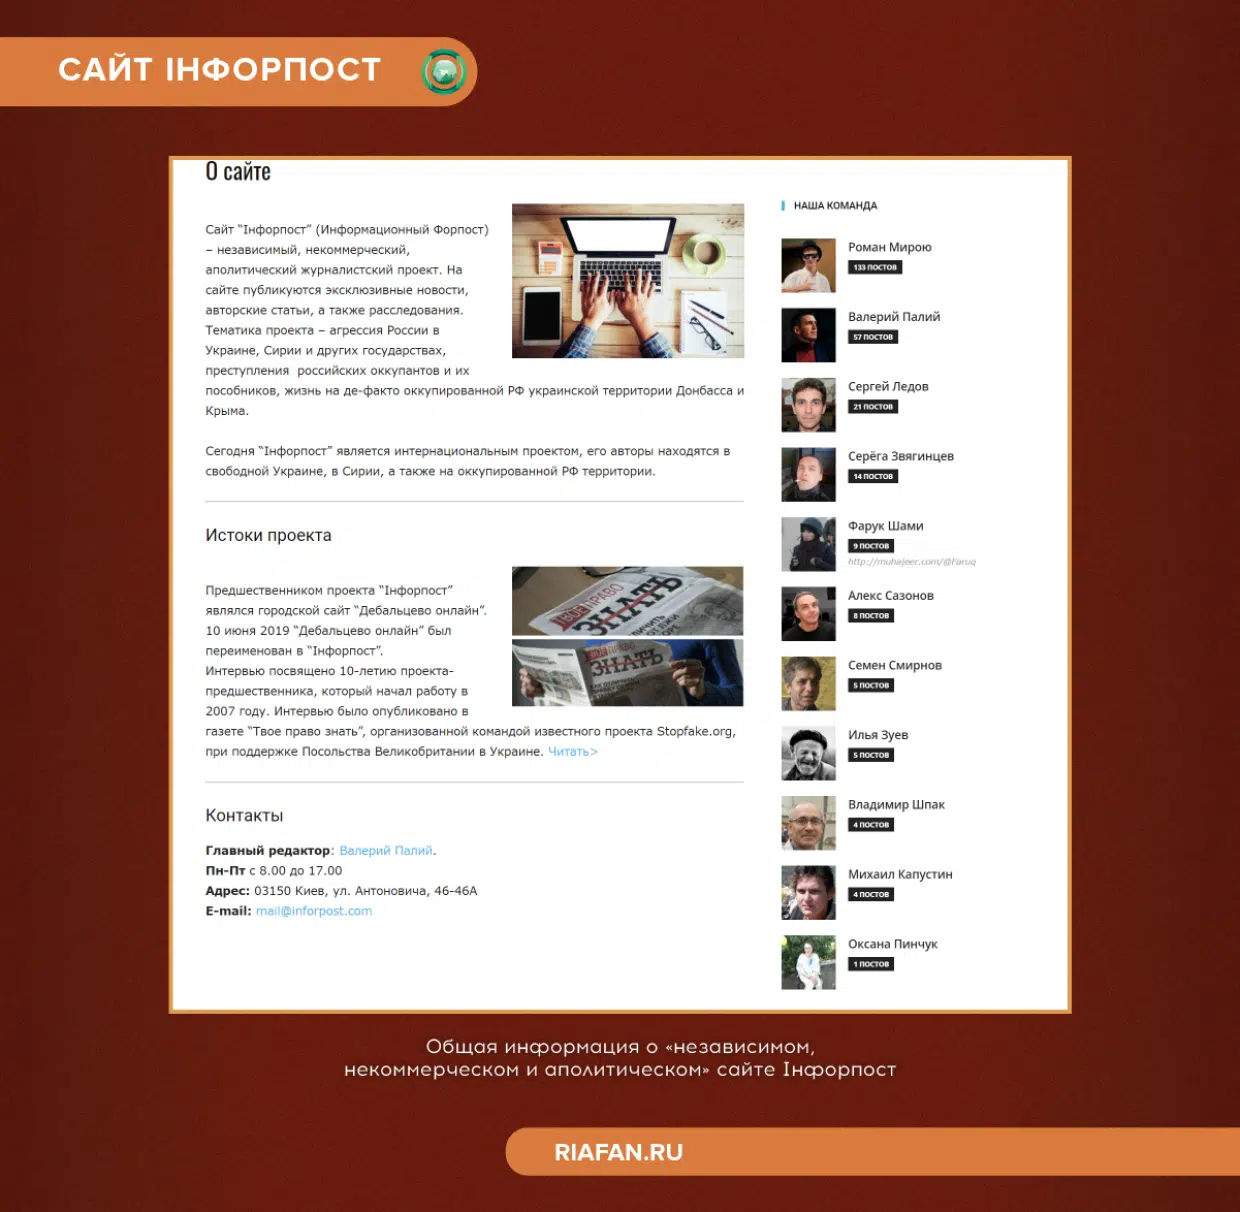 САЙТ ІНФОРПОСТ
О сайте
Сайт “Інфорпост” (Информационный Форпост)
– независимый, некоммерческий,
аполитический журналистский проект. На
сайте публикуются эксклюзивные новости,
авторские статьи, а также расследования.
Тематика проекта – агрессия России в
Украине, Сирии и других государствах,
преступления российских оккупантов и их
пособников, жизнь на де-факто оккупированной РФ украинской территории Донбасса и
Крыма.
Сегодня “Інфорпост” является интернациональным проектом, его авторы находятся в
свободной Украине, в Сирии, а также на оккупированной РФ территории.
Истоки проекта
Предшественником проекта “Інфорпост”
являлся городской сайт “Дебальцево онлайн”.
10 июня 2019 “Дебальцево онлайн” был
переименован в “Інфорпост”.
Интервью посвящено 10-летию проекта-
предшественника, который начал работу в
2007 году. Интервью было опубликовано в
газете “Твое право знать”, организованной командой известного проекта Stopfake.org,
при поддержке Посольства Великобритании в Украине. Читать>
ПРАВО
ЗНАТЬ
ЗНАТЬ
Контакты
Главный редактор: Валерий Палий.
Пн-Пт с 8.00 до 17.00
Адрес: 03150 Киев, ул. Антоновича, 46-46А
E-mail: mail@inforpost.com
НАША КОМАНДА
Роман Мирою
133 ПОСТОВ
Валерий Палий
57 ПОСТОВ
Сергей Ледов
21 ПОСТОВ
Серёга Звягинцев
14 ПОСТОВ
Фарук Шами
9 ПОСТОВ
http://muhajeer.com/@Faruq
Алекс Сазонов
8 ПОСТОВ
Семен Смирнов
5 ПОСТОВ
Илья Зуев
5 ПОСТОВ
Владимир Шпак
4 ПОСТОВ
Михаил Капустин
4 ПОСТОВ
Оксана Пинчук
1 ПОСТОВ
Общая информация о «независимом,
некоммерческом и аполитическом» сайте Інфорпост
RIAFAN.RU